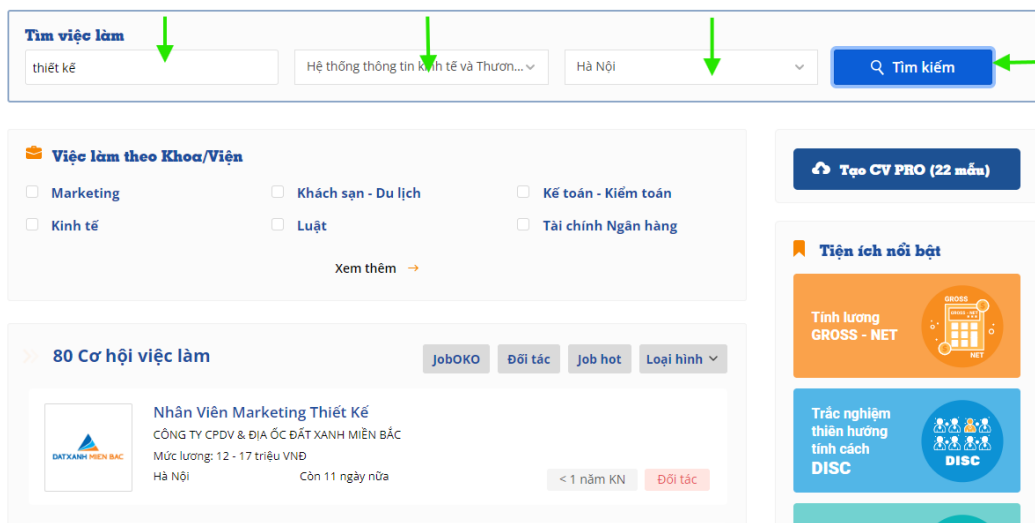 Tìm việc làm
thiết kế
Hệ thống thông tin kinh tế và Thươn...
Hà Nội
Tìm kiếm
Việc làm theo Khoa/Viện
Marketing
Khách sạn - Du lịch
Kế toán - Kiểm toán
Kinh tế
Luật
Tài chính Ngân hàng
Xem thêm →
Tạo CV PRO (22 mẫu)
Tiện ích nổi bật
Tính lương
GROSS - NET
GROSS
GROSS - NET
NET
80 Cơ hội việc làm
JobOKO
Đối tác
Job hot
Loại hình
DATXANH MIEN BAC
Nhân Viên Marketing Thiết Kế
CÔNG TY CPDV & ĐỊA ỐC ĐẤT XANH MIỀN BẮC
Mức lương: 12 - 17 triệu VNĐ
Hà Nội
Còn 11 ngày nữa
< 1 năm KN
Đối tác
Trắc nghiệm
thiên hướng
tính cách
DISC
DISC